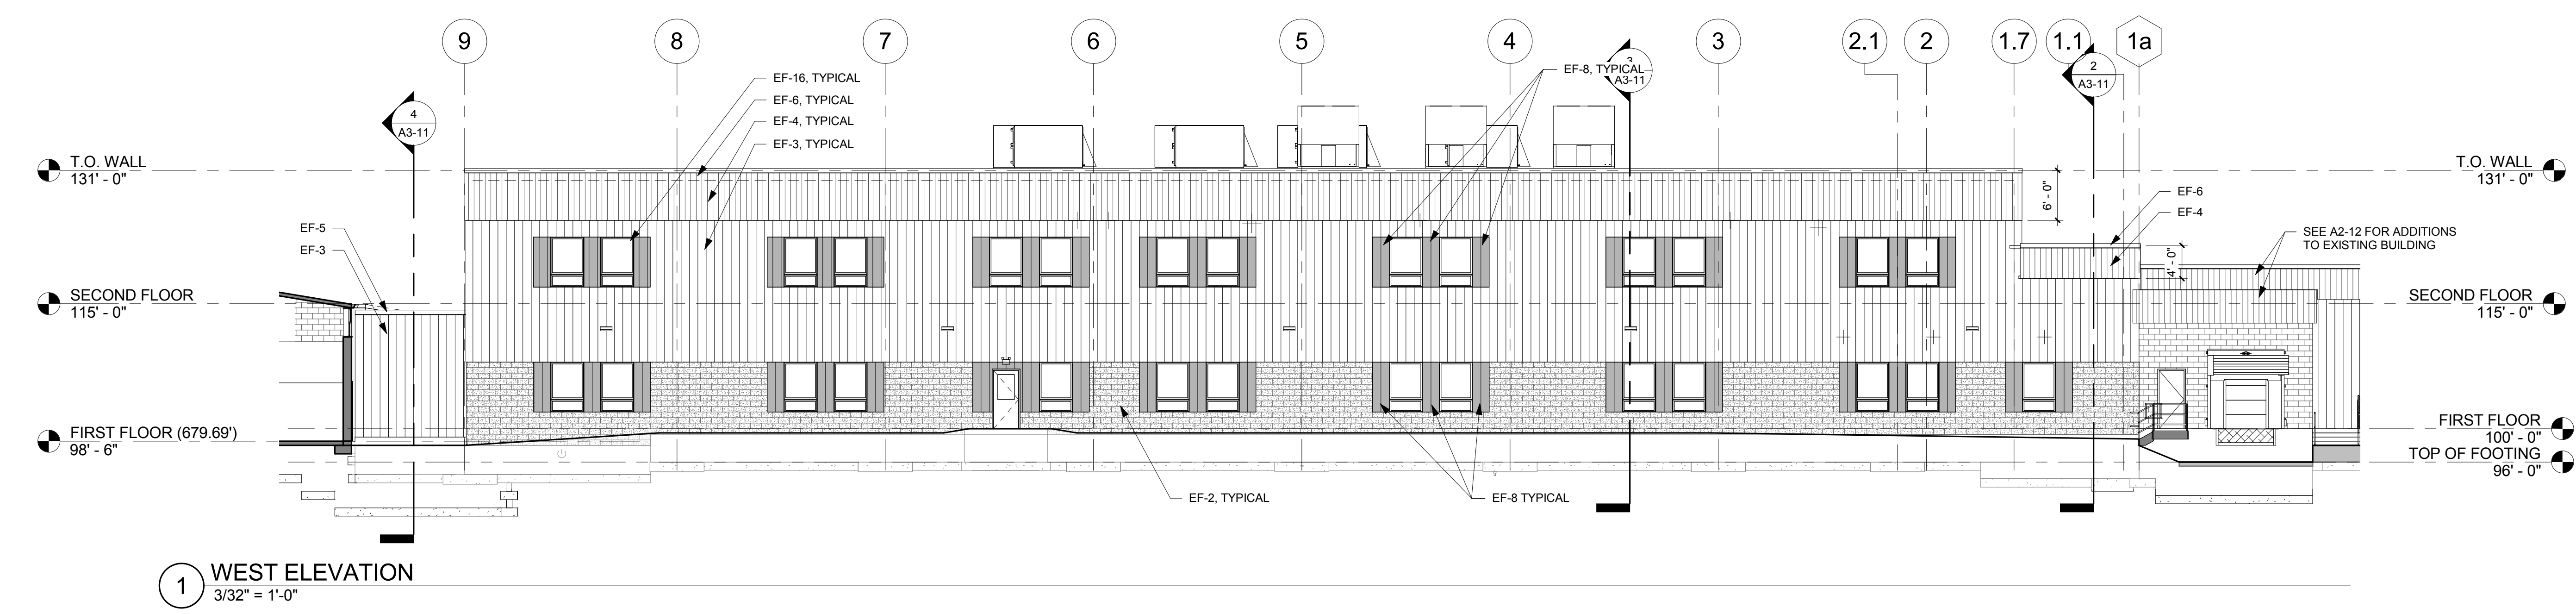 9
8
7
6
5
4
3
2.1
2
1.7
1.1
1a
EF-16, TYPICAL
EF-6, TYPICAL
EF-4, TYPICAL
EF-3, TYPICAL
EF-8, TYPICAL
3
A3-11
2
A3-11
4
A3-11
T.O. WALL
131' - 0"
T.O. WALL
131' - 0"
6' - 0"
EF-6
EF-4
4' - 0"
EF-5
EF-3
SEE A2-12 FOR ADDITIONS
TO EXISTING BUILDING
SECOND FLOOR
115' - 0"
SECOND FLOOR
115' - 0"
FIRST FLOOR (679.69')
98' - 6"
FIRST FLOOR
100' - 0"
TOP OF FOOTING
96' - 0"
EF-2, TYPICAL
EF-8 TYPICAL
1
WEST ELEVATION
3/32" = 1'-0"